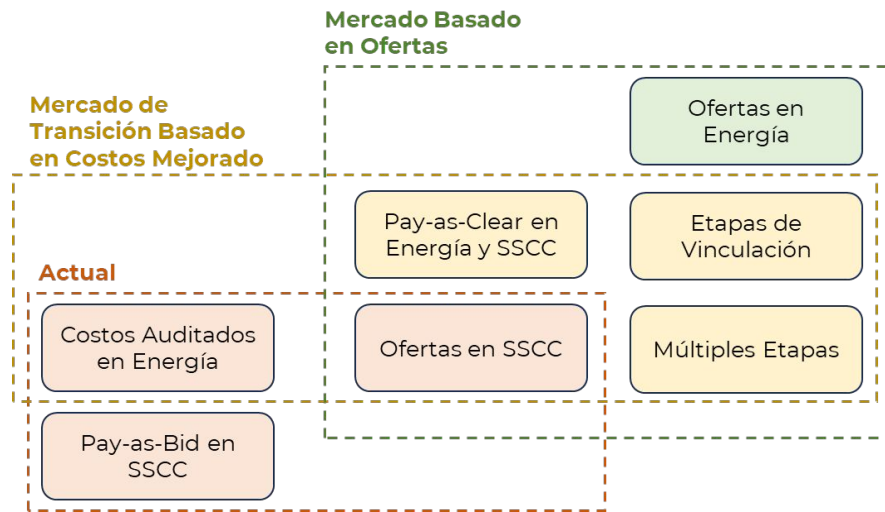 Mercado Basado
en Ofertas
Ofertas en
Energía
Mercado de
Transición Basado
en Costos Mejorado
Pay-as-Clear en
Energía y SSCC
Etapas de
Vinculación
Actual
Costos Auditados
en Energía
Ofertas en SSCC
Múltiples Etapas
Pay-as-Bid en
SSCC